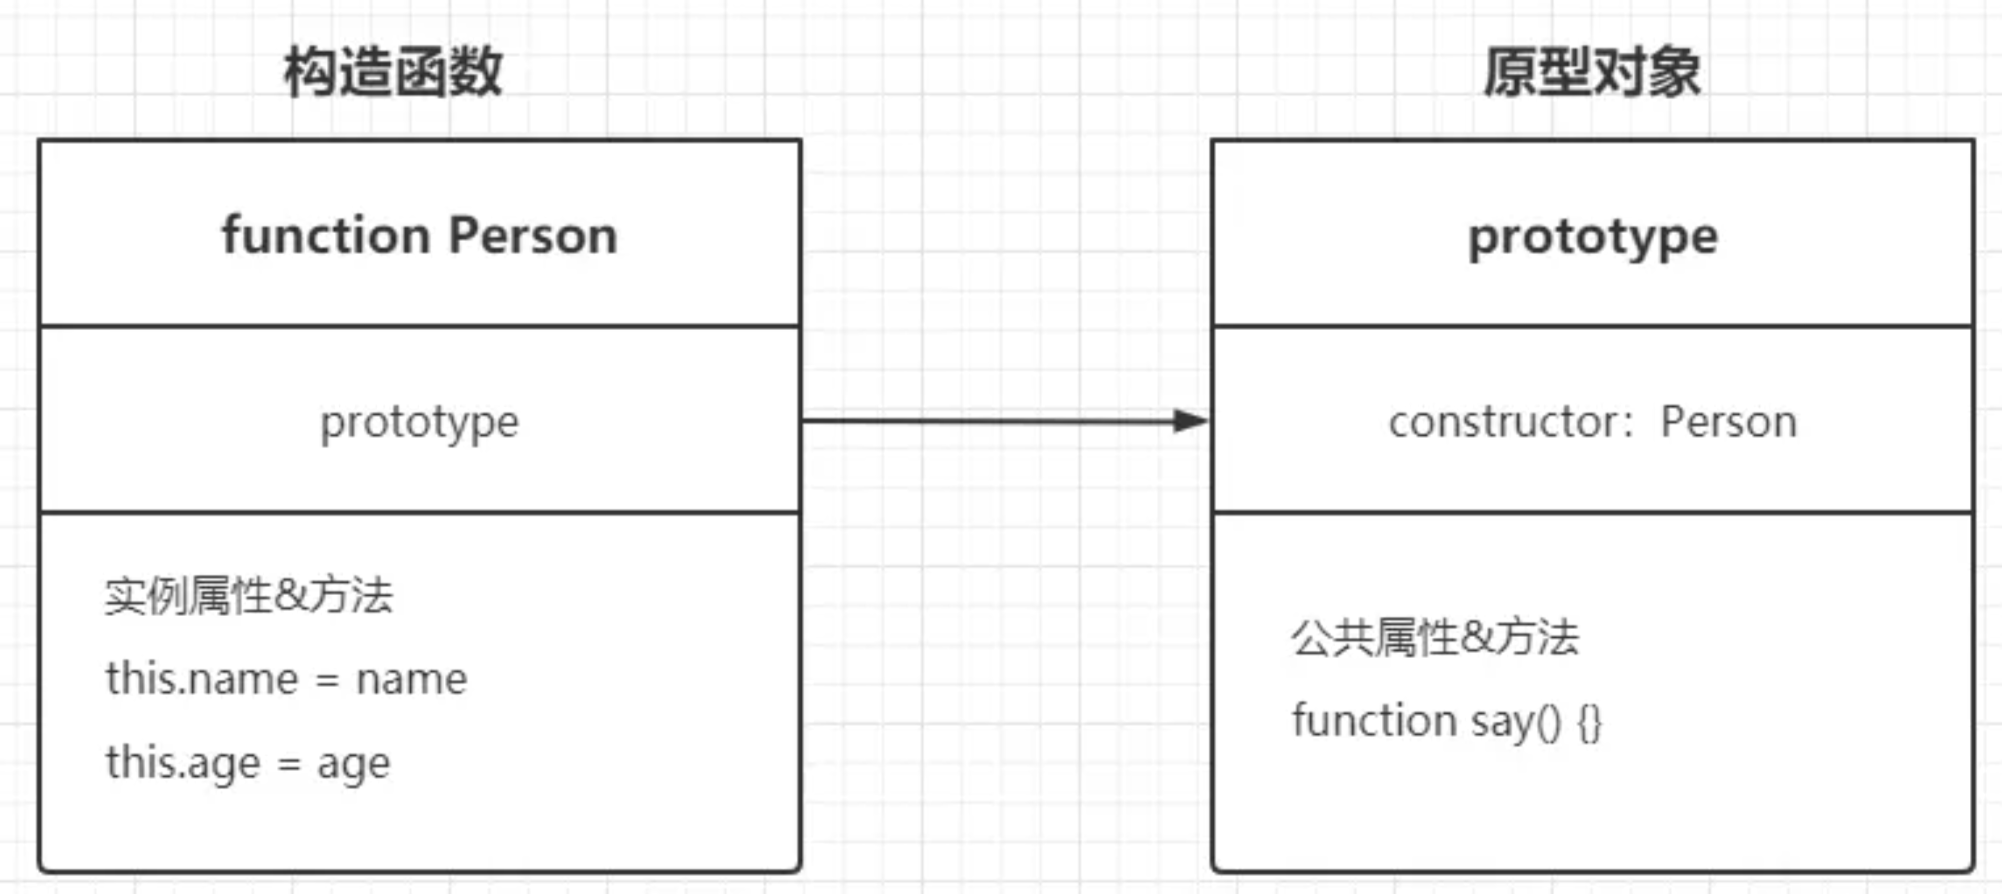 构造函数
function Person
prototype
实例属性&方法
this.name = name
this.age = age
原型对象
prototype
constructor：Person
公共属性&方法
function say() {}